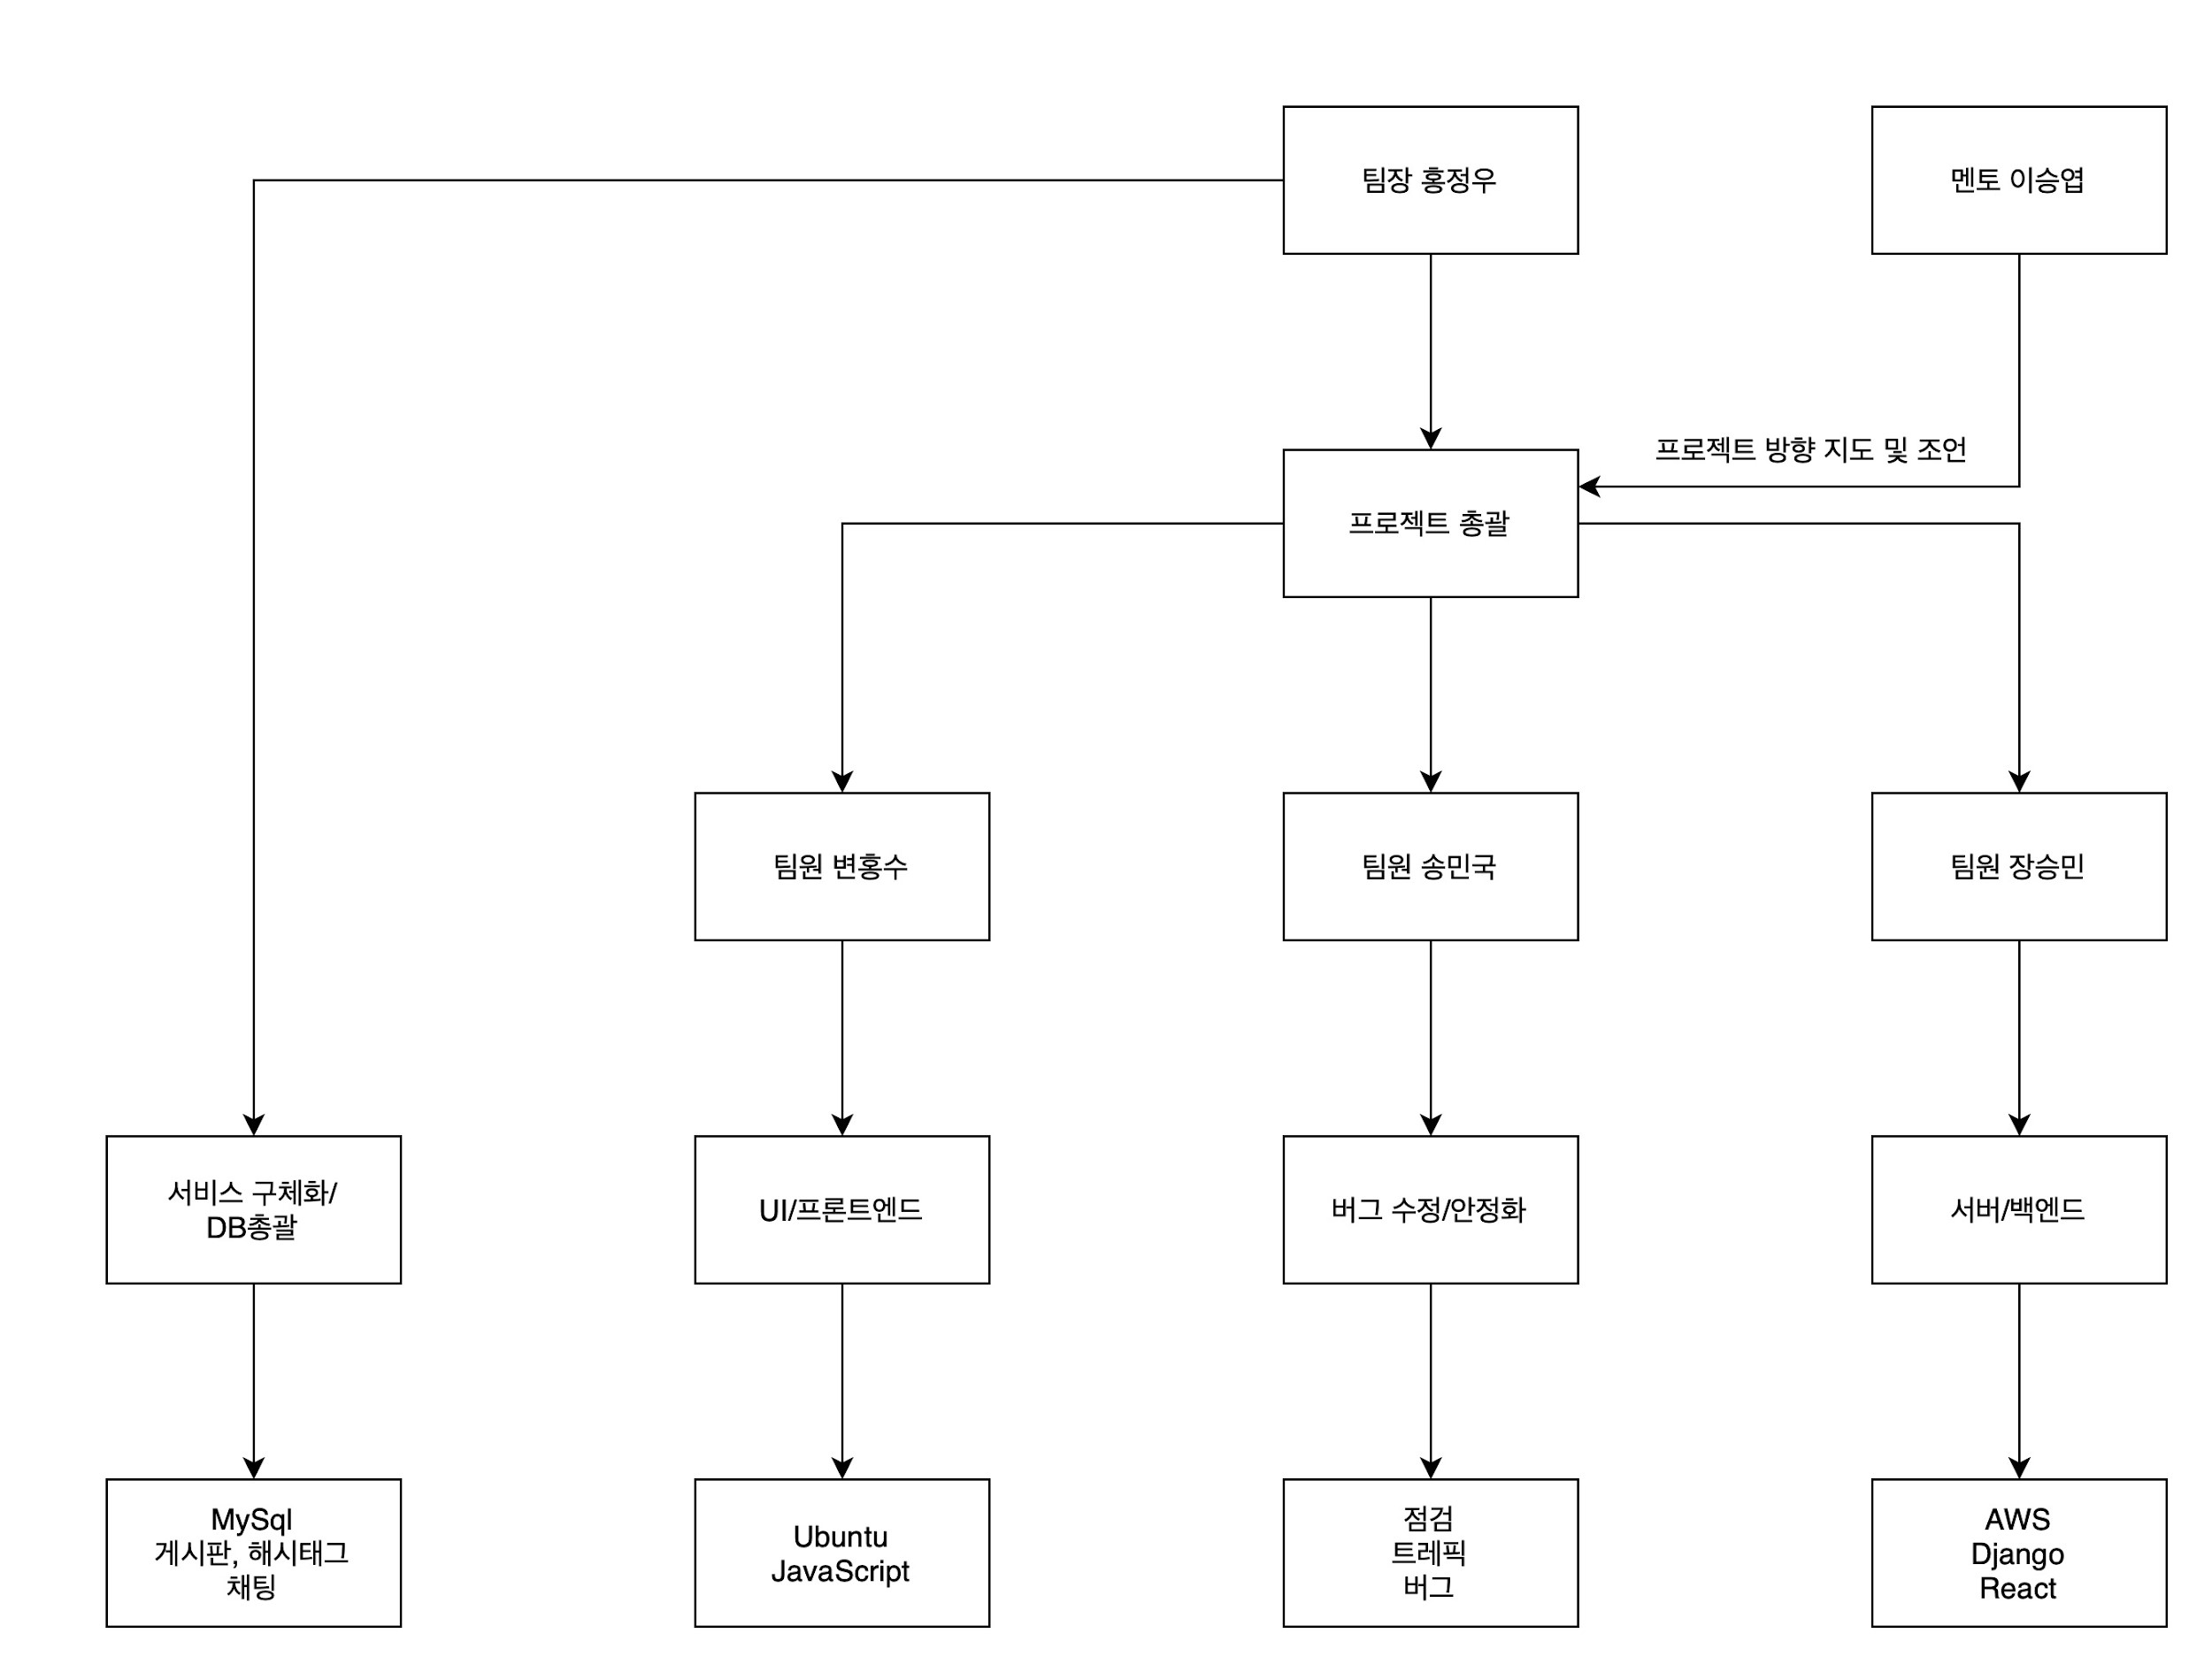 팀장 홍정우
멘토 이승엽
프로젝트 방향 지도 및 조언
프로젝트 총괄
팀원 변홍수
팀원 송민국
팀원 장승민
서비스 구체화/
DB총괄
UI/프론트엔드
버그 수정/안정화
서버/백엔드
MySql
게시판, 해시태그
채팅
Ubuntu
JavaScript
점검
트레픽
버그
AWS
Django
React